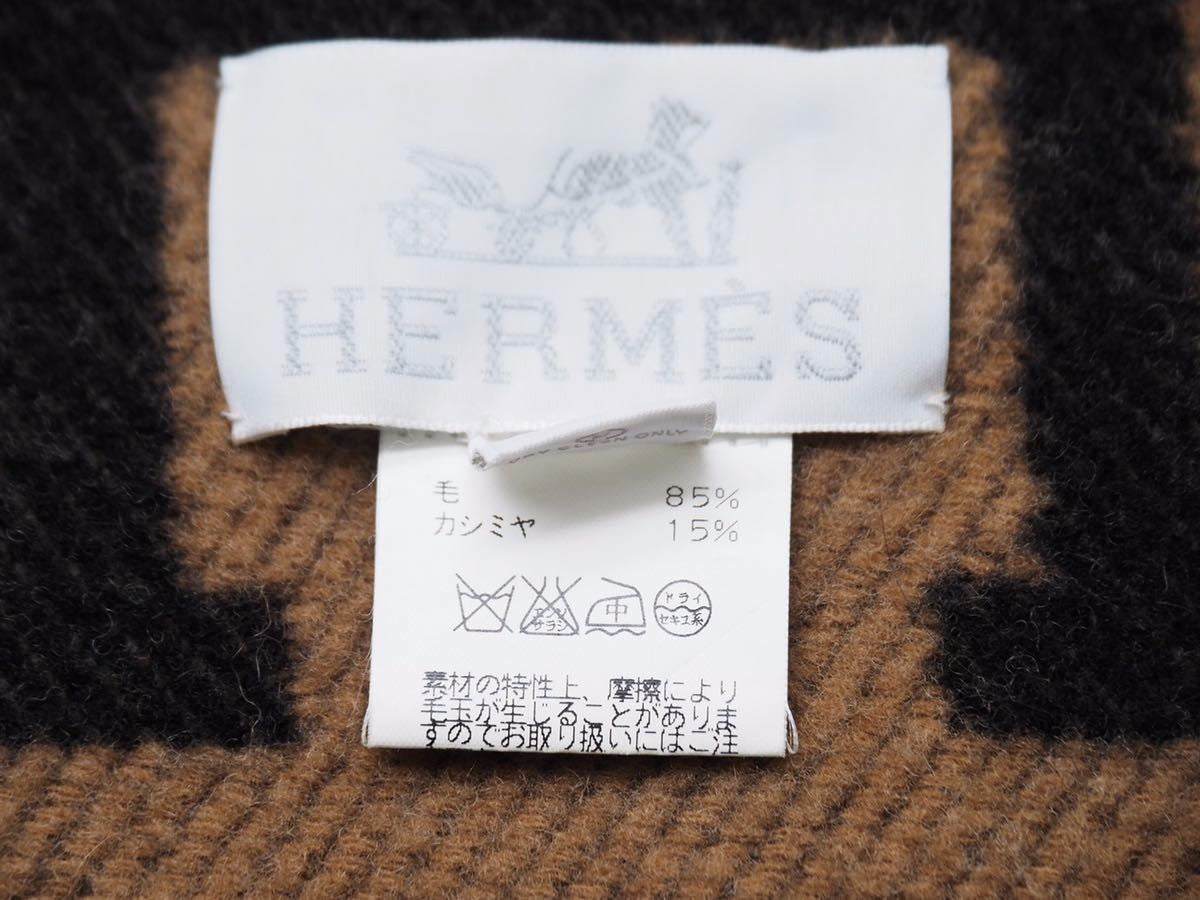 HERMÈS
DRY CLEAN ONLY
毛 85%
カシミヤ 15%
エンソ
サラシ
中
ドライ
セキユ系
素材の特性上、摩擦により
毛玉が生じることがありま
すのでお取り扱いにはご注